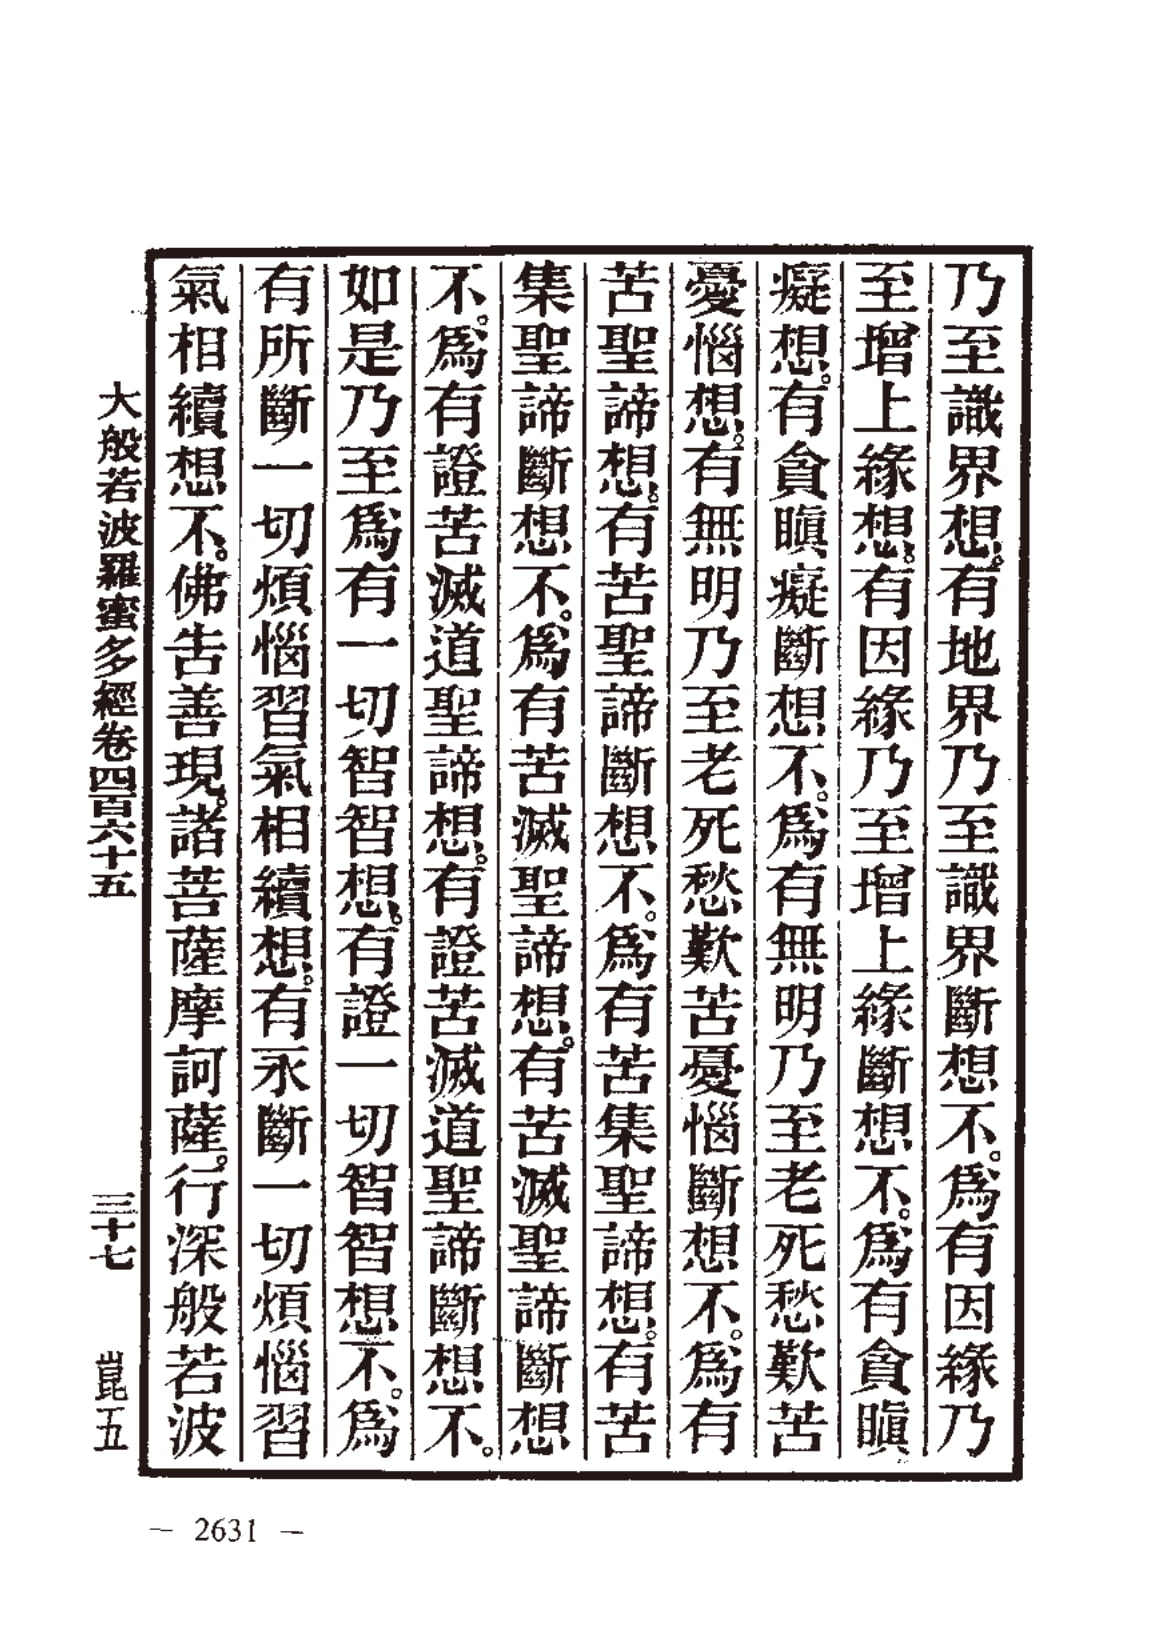 乃至識界想。有地界乃至識界斷想不。爲有因緣乃
至增上緣想。有因緣乃至增上緣斷想不。爲有貪瞋
癡想。有貪瞋癡斷想不。爲有無明乃至老死愁歎苦
憂惱想。有無明乃至老死愁歎苦憂惱斷想不。爲有
苦聖諦想。有苦聖諦斷想不。爲有苦集聖諦想。有苦
集聖諦斷想不。爲有苦滅聖諦想。有苦滅聖諦斷想
不。爲有證苦滅道聖諦想。有證苦滅道聖諦斷想不。
如是乃至爲有一切智智想。有證一切智智想不。爲
有所斷一切煩惱習氣相續想。有永斷一切煩惱習
氣相續想不。佛告善現。諸菩薩摩訶薩。行深般若波
大般若波羅蜜多經卷四百六十五 三十七 崑五
— 2631 —